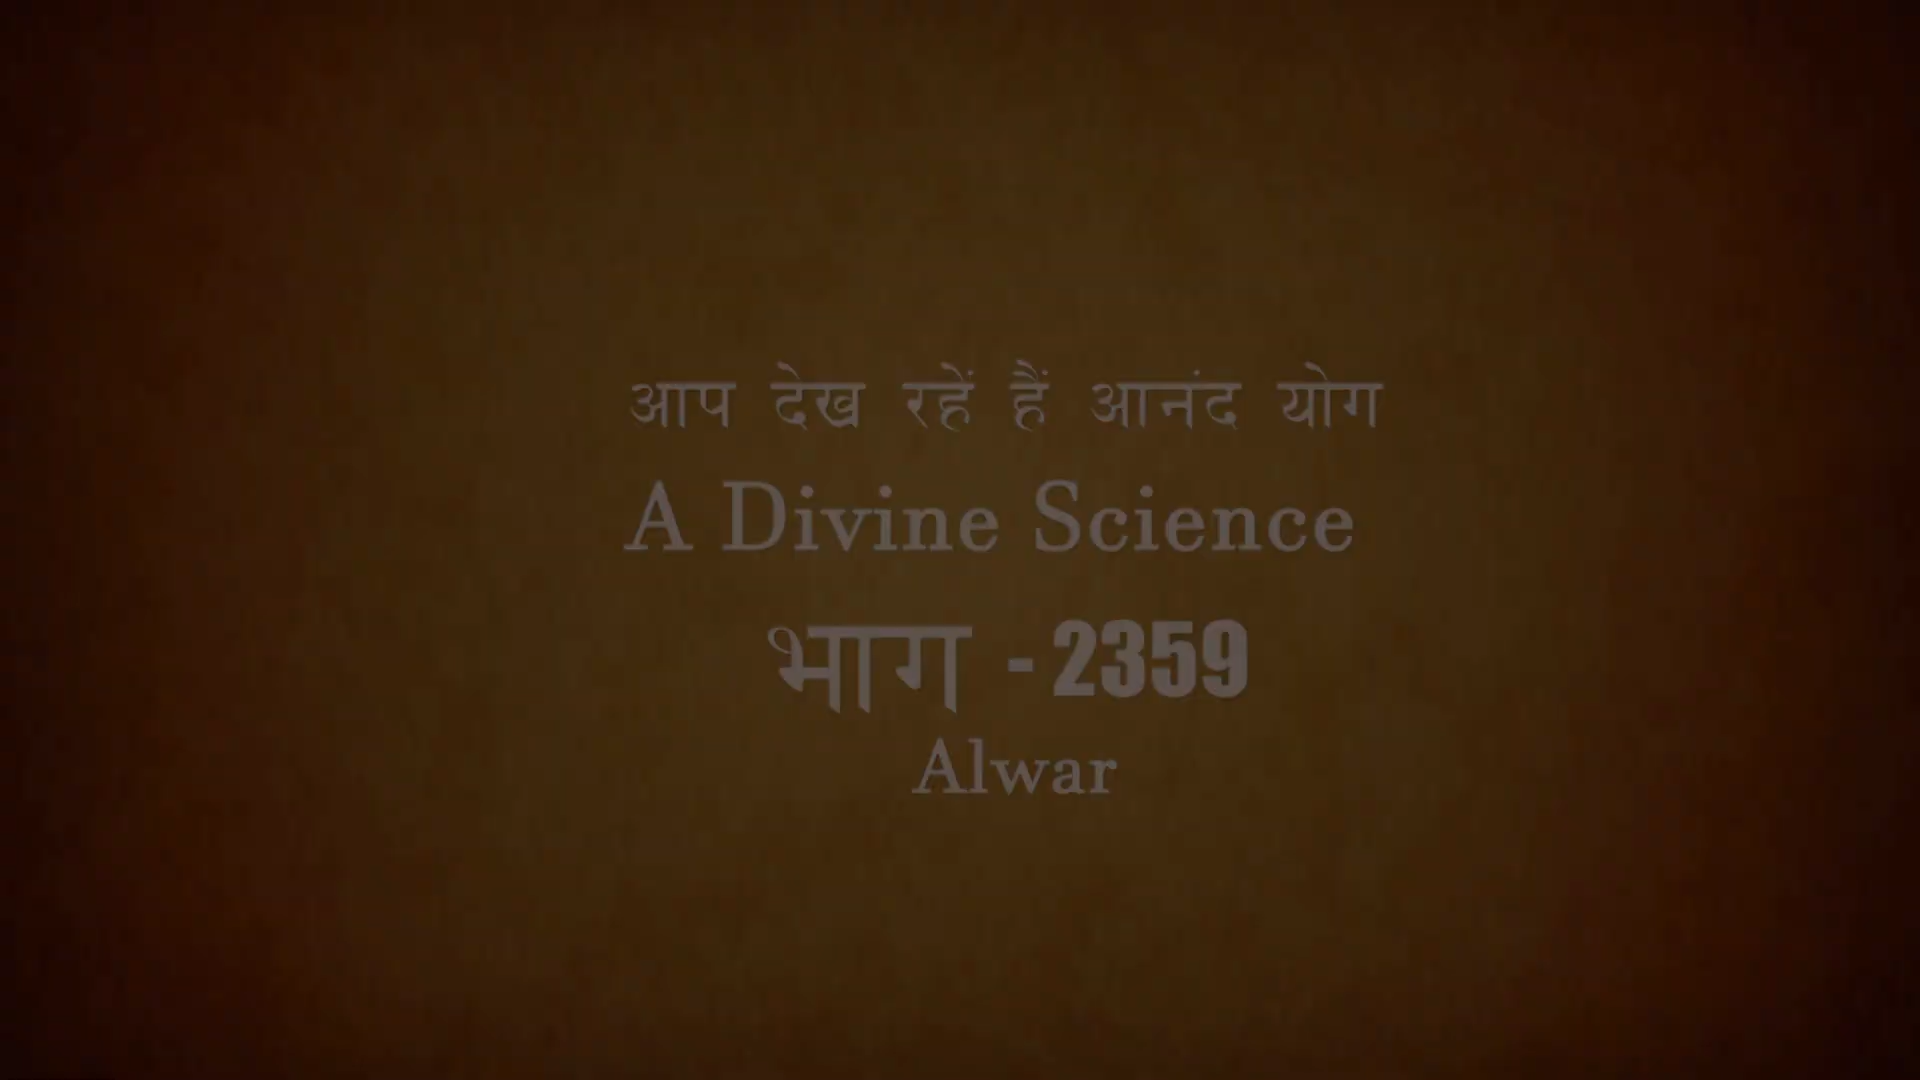 आप देख रहें हैं आनंद योग
A Divine Science
भाग - 2359
Alwar